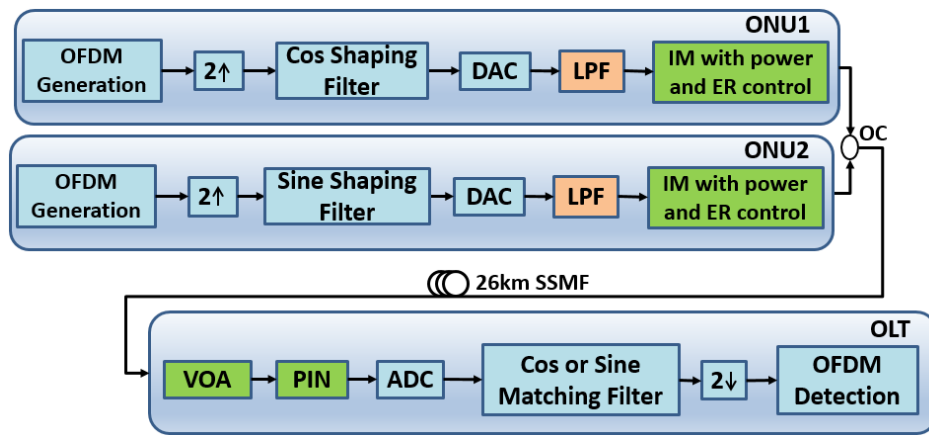 ONU1
OFDM
Generation
2↑
Cos Shaping
Filter
DAC
LPF
IM with power
and ER control
OC
ONU2
OFDM
Generation
2↑
Sine Shaping
Filter
DAC
LPF
IM with power
and ER control
26km SSMF
OLT
VOA
PIN
ADC
Cos or Sine
Matching Filter
2↓
OFDM
Detection